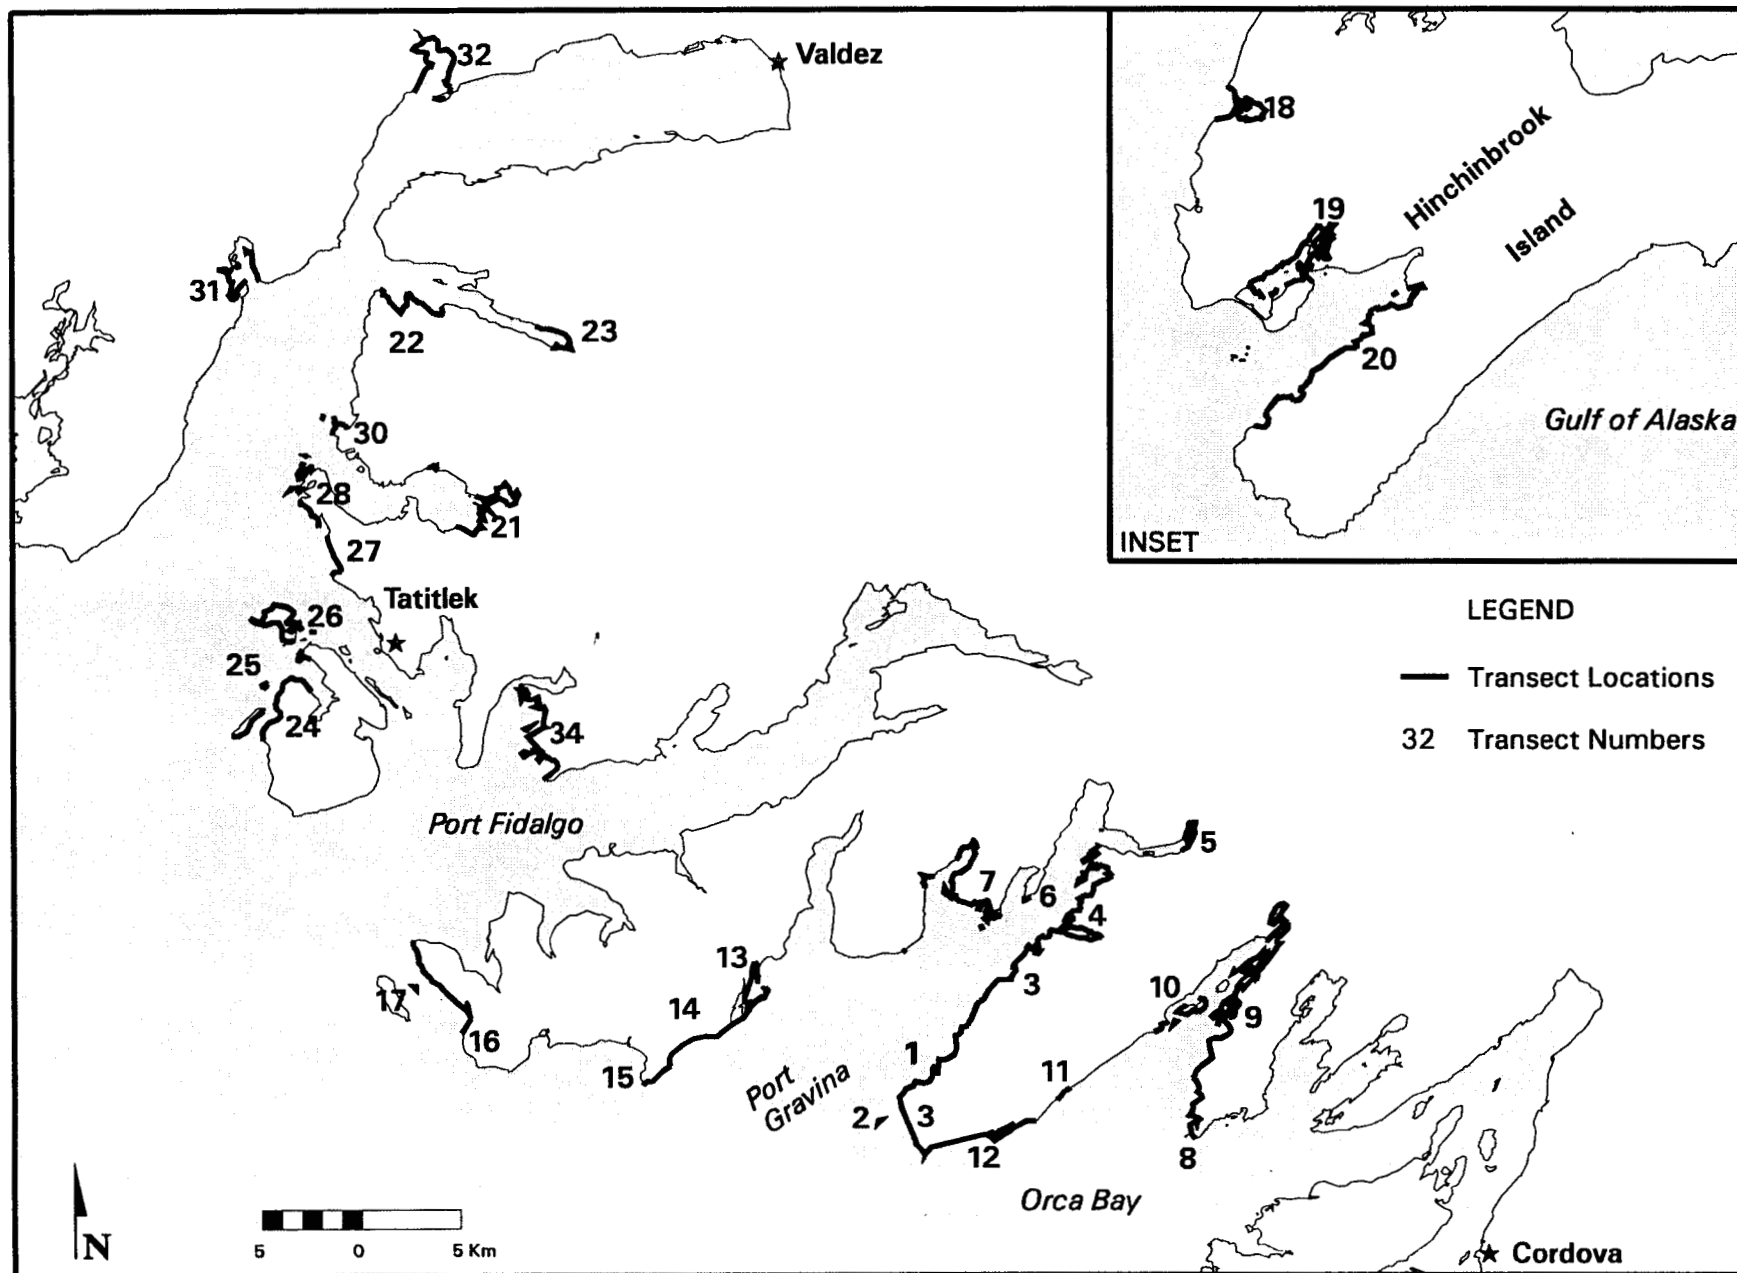 32
Valdez
18
Hinchinbrook
Island
19
31
22
23
20
Gulf of Alaska
30
28
21
INSET
27
Tatitlek
26
25
24
34
LEGEND
Transect Locations
32 Transect Numbers
Port Fidalgo
5
7
6
4
13
3
10
17
14
9
16
1
11
15
Port
Gravina
2
3
12
8
Orca Bay
N
5 0 5 Km
Cordova